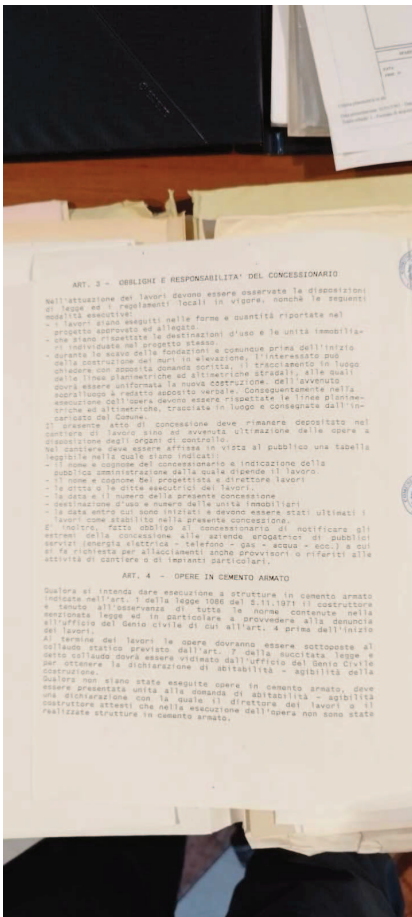 ART. 3 - OBBLIGHI E RESPONSABILITA' DEL CONCESSIONARIO
Nell'attuazione dei lavori devono essere osservate le disposizioni
di legge ed i regolamenti locali in vigore, nonchè le seguenti
modalità esecutive:
- i lavori siano eseguiti nelle forme e quantità riportate nel
progetto approvato ed allegato.
- che siano rispettate le destinazioni d'uso e le unità immobilia-
ri individuate nel progetto stesso.
- durante lo scavo delle fondazioni e comunque prima dell'inizio
della costruzione dei muri in elevazione, l'interessato può
chiedere con apposita domanda scritta, il tracciamento in luogo
delle linee planimetriche ed altimetriche stradali, alle quali
dovrà essere uniformata la nuova costruzione, dell'avvenuto
sopralluogo è redatto apposito verbale. Conseguentemente nella
esecuzione dell'opera devono essere rispettate le linee planime-
triche ed altimetriche, tracciate in luogo e consegnate dall'in-
caricato del Comune.
Il presente atto di concessione deve rimanere depositato nel
cantiere di lavoro sino ad avvenuta ultimazione delle opere a
disposizione degli organi di controllo.
Nel cantiere deve essere affissa in vista al pubblico una tabella
leggibile nella quale siano indicati:
- il nome e cognome del concessionario e indicazione della
pubblica amministrazione dalla quale dipende il lavoro
- il nome e cognome del progettista e direttore lavori
- la ditta o le ditte esecutrici dei lavori
- la data e il numero della presente concessione
- destinazione d'uso e numero delle unità immobiliari
- la data entro cui sono iniziati e devono essere stati ultimati i
lavori come stabilito nella presente concessione.
E' inoltre, fatto obbligo al concessionario di notificare gli
estremi della concessione alle aziende erogatrici di pubblici
servizi (energia elettrica - telefono - gas - acqua - ecc.) a cui
si fa richiesta per allacciamenti anche provvisori o riferiti alle
attività di cantiere o di impianti particolari.
ART. 4 - OPERE IN CEMENTO ARMATO
Qualora si intenda dare esecuzione a strutture in cemento armato
indicate nell'art. 1 della legge 1086 del 5.11.1971 il costruttore
è tenuto all'osservanza di tutte le norme contenute nella
menzionata legge ed in particolare a provvedere alla denuncia
all'ufficio del Genio civile di cui all'art. 4 prima dell'inizio
dei lavori.
Al termine dei lavori le opere dovranno essere sottoposte al
collaudo statico previsto dall'art. 7 della succitata legge e
detto collaudo dovrà essere vidimato dall'ufficio del Genio Civile
per ottenere la dichiarazione di abitabilità - agibilità della
costruzione.
Qualora non siano state eseguite opere in cemento armato, deve
essere presentata unita alla domanda di abitabilità - agibilità
una dichiarazione con la quale il direttore dei lavori o il
costruttore attesti che nella esecuzione dell'opera non sono state
realizzate strutture in cemento armato.